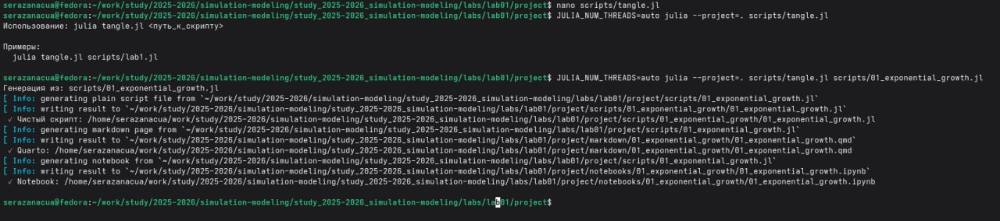 serazanacua@fedora:~/work/study/2025-2026/simulation-modeling/study_2025-2026_simulation-modeling/labs/lab01/project$ nano scripts/tangle.jl
serazanacua@fedora:~/work/study/2025-2026/simulation-modeling/study_2025-2026_simulation-modeling/labs/lab01/project$ JULIA_NUM_THREADS=auto julia --project=. scripts/tangle.jl
Использование: julia tangle.jl <путь_к_скрипту>
Примеры:
julia tangle.jl scripts/lab1.jl
serazanacua@fedora:~/work/study/2025-2026/simulation-modeling/study_2025-2026_simulation-modeling/labs/lab01/project$ JULIA_NUM_THREADS=auto julia --project=. scripts/tangle.jl scripts/01_exponential_growth.jl
Генерация из: scripts/01_exponential_growth.jl
[ Info: generating plain script file from `~/work/study/2025-2026/simulation-modeling/study_2025-2026_simulation-modeling/labs/lab01/project/scripts/01_exponential_growth.jl`
[ Info: writing result to `~/work/study/2025-2026/simulation-modeling/study_2025-2026_simulation-modeling/labs/lab01/project/scripts/01_exponential_growth/01_exponential_growth.jl`
✓ Чистый скрипт: /home/serazanacua/work/study/2025-2026/simulation-modeling/study_2025-2026_simulation-modeling/labs/lab01/project/scripts/01_exponential_growth/01_exponential_growth.jl
[ Info: generating markdown page from `~/work/study/2025-2026/simulation-modeling/study_2025-2026_simulation-modeling/labs/lab01/project/scripts/01_exponential_growth.jl`
[ Info: writing result to `~/work/study/2025-2026/simulation-modeling/study_2025-2026_simulation-modeling/labs/lab01/project/markdown/01_exponential_growth/01_exponential_growth.qmd`
✓ Quarto: /home/serazanacua/work/study/2025-2026/simulation-modeling/study_2025-2026_simulation-modeling/labs/lab01/project/markdown/01_exponential_growth/01_exponential_growth.qmd
[ Info: generating notebook from `~/work/study/2025-2026/simulation-modeling/study_2025-2026_simulation-modeling/labs/lab01/project/scripts/01_exponential_growth.jl`
[ Info: writing result to `~/work/study/2025-2026/simulation-modeling/study_2025-2026_simulation-modeling/labs/lab01/project/notebooks/01_exponential_growth/01_exponential_growth.ipynb`
✓ Notebook: /home/serazanacua/work/study/2025-2026/simulation-modeling/study_2025-2026_simulation-modeling/labs/lab01/project/notebooks/01_exponential_growth/01_exponential_growth.ipynb
serazanacua@fedora:~/work/study/2025-2026/simulation-modeling/study_2025-2026_simulation-modeling/labs/lab01/project$